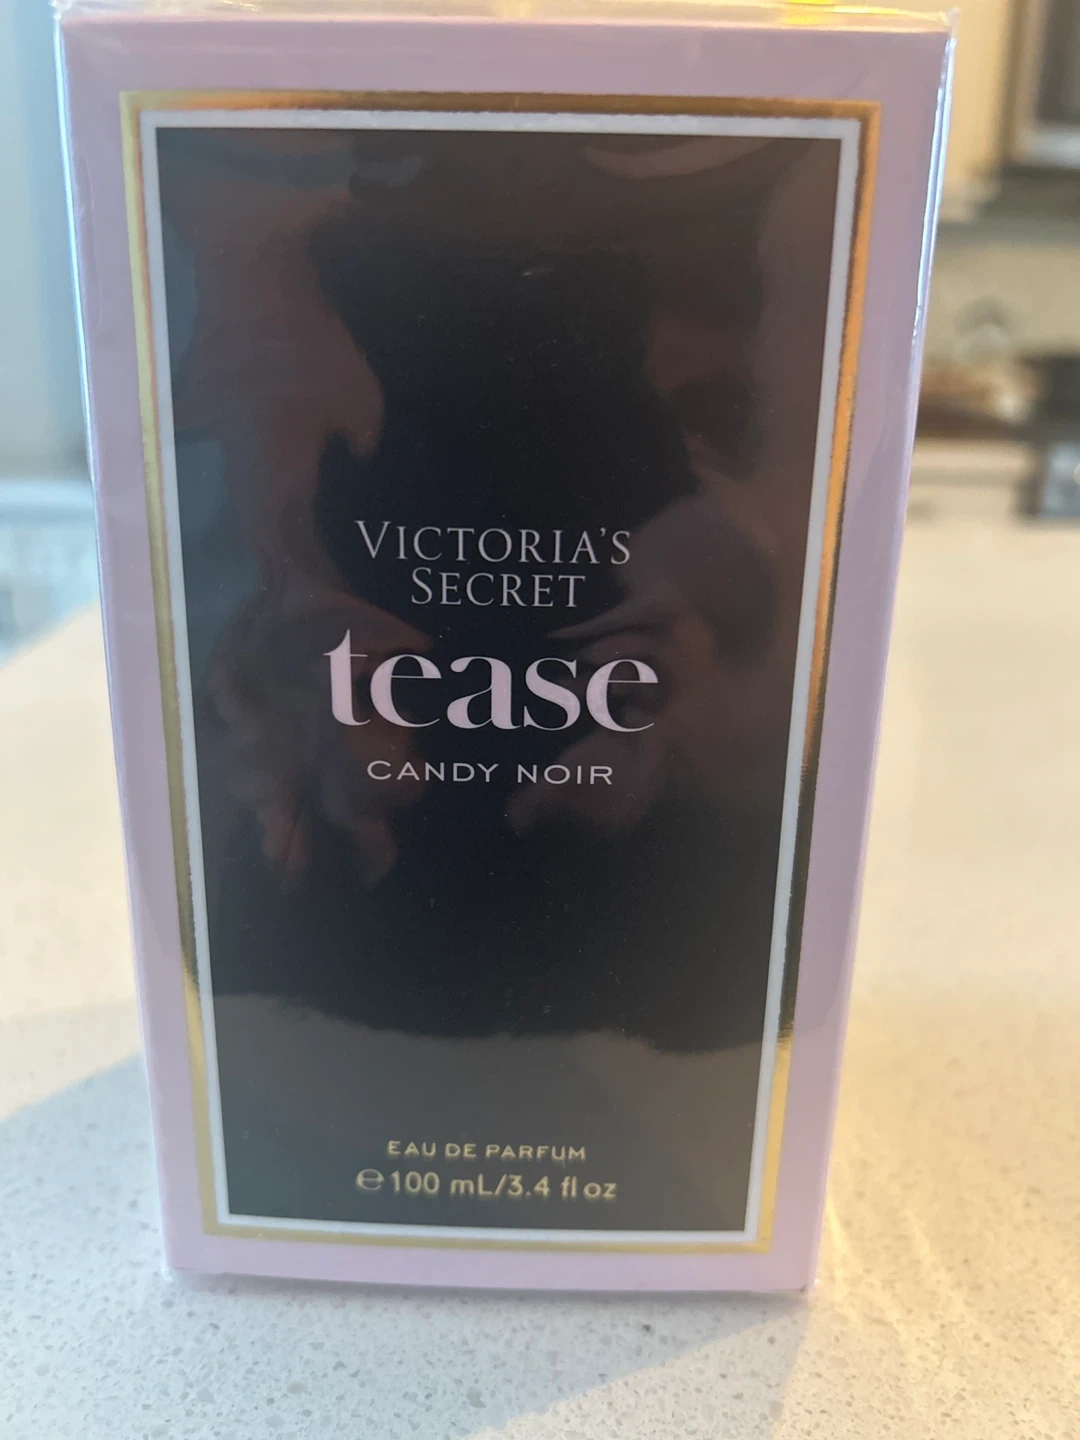 VICTORIA'S
SECRET
tease
CANDY NOIR
EAU DE PARFUM
℮100 mL/3.4 fl oz